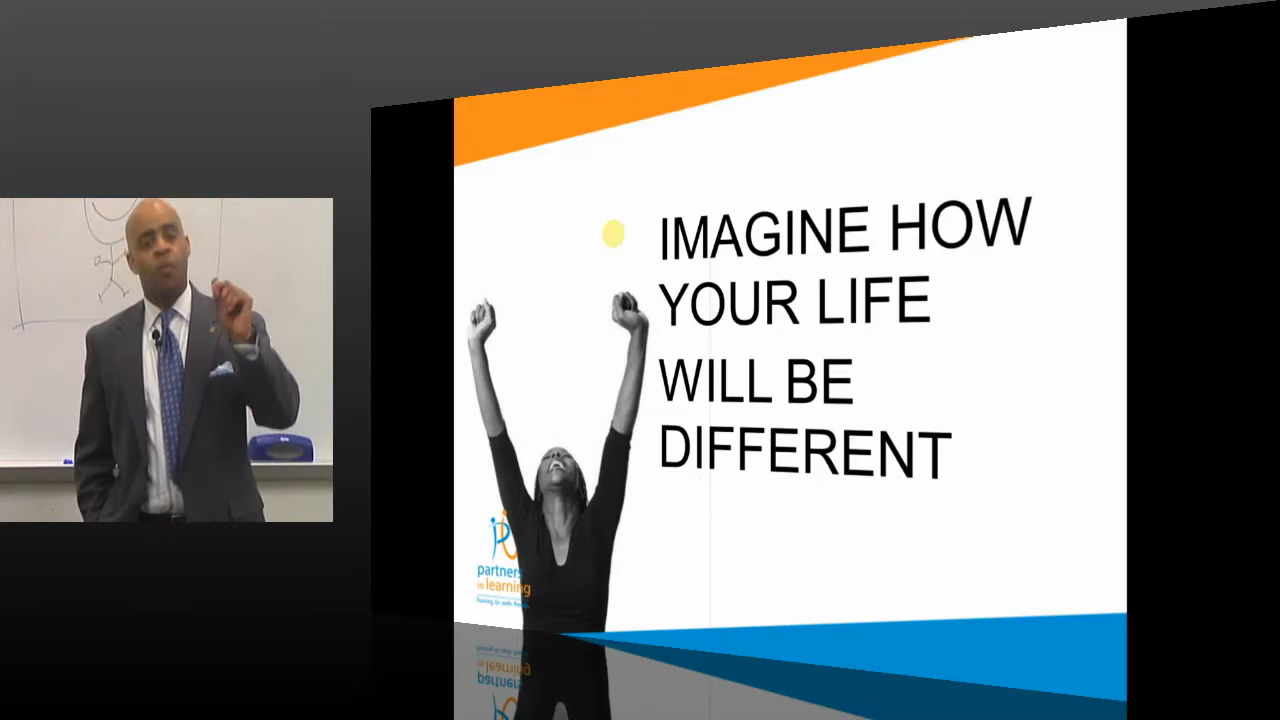 IMAGINE HOW
YOUR LIFE
WILL BE
DIFFERENT
partners
in learning